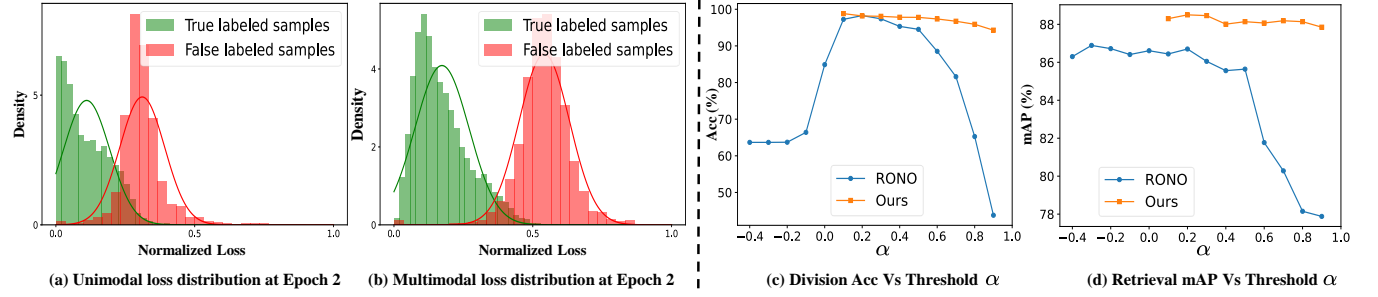 True labeled samples
False labeled samples
Density
5
0
0.0
0.5
1.0
Normalized Loss
(a) Unimodal loss distribution at Epoch 2
True labeled samples
False labeled samples
Density
4
2
0
0.0
0.5
1.0
Normalized Loss
(b) Multimodal loss distribution at Epoch 2
Acc (%)
100
90
80
70
60
50
RONO
Ours
−0.4
−0.2
0.0
0.2
0.4
0.6
0.8
1.0
α
(c) Division Acc Vs Threshold α
mAP (%)
88
86
84
82
80
78
RONO
Ours
−0.4
−0.2
0.0
0.2
0.4
0.6
0.8
1.0
α
(d) Retrieval mAP Vs Threshold α